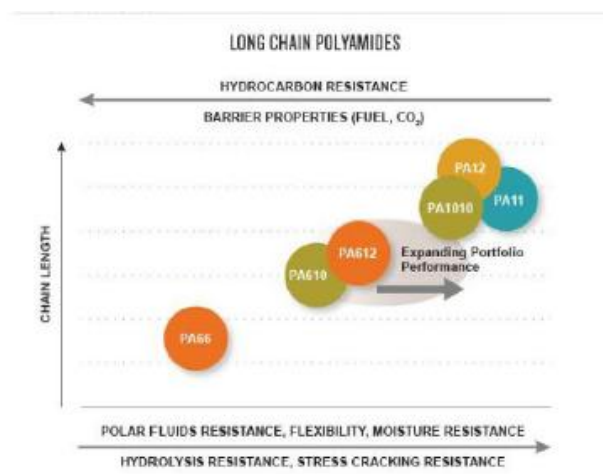 LONG CHAIN POLYAMIDES
HYDROCARBON RESISTANCE
BARRIER PROPERTIES (FUEL, CO₂)
CHAIN LENGTH
PA12
PA11
PA1010
PA612
PA610
Expanding Portfolio
Performance
PA66
POLAR FLUIDS RESISTANCE, FLEXIBILITY, MOISTURE RESISTANCE
HYDROLYSIS RESISTANCE, STRESS CRACKING RESISTANCE